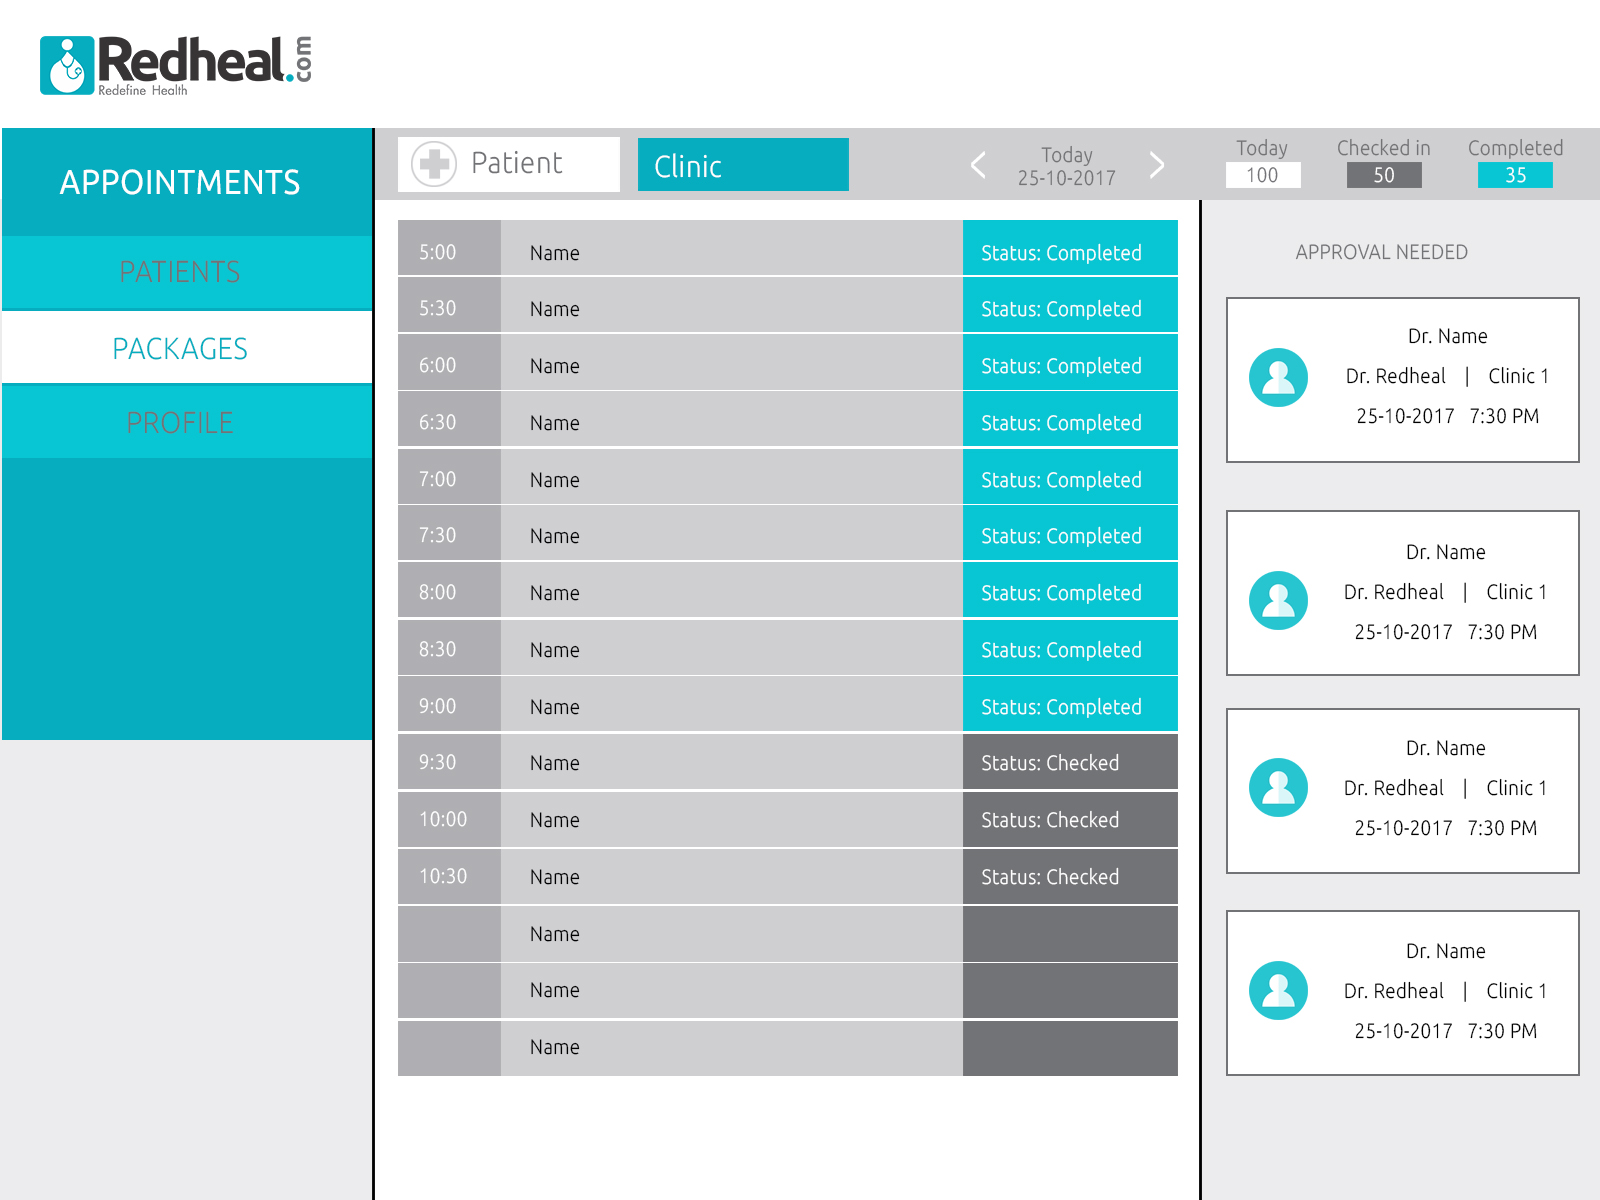 Redheal.com
Redefine Health
APPOINTMENTS
PATIENTS
PACKAGES
PROFILE
Patient
Clinic
Today
25-10-2017
Today
100
Checked in
50
Completed
35
5:00 Name Status: Completed
5:30 Name Status: Completed
6:00 Name Status: Completed
6:30 Name Status: Completed
7:00 Name Status: Completed
7:30 Name Status: Completed
8:00 Name Status: Completed
8:30 Name Status: Completed
9:00 Name Status: Completed
9:30 Name Status: Checked
10:00 Name Status: Checked
10:30 Name Status: Checked
Name
Name
Name
APPROVAL NEEDED
Dr. Name
Dr. Redheal | Clinic 1
25-10-2017 7:30 PM
Dr. Name
Dr. Redheal | Clinic 1
25-10-2017 7:30 PM
Dr. Name
Dr. Redheal | Clinic 1
25-10-2017 7:30 PM
Dr. Name
Dr. Redheal | Clinic 1
25-10-2017 7:30 PM